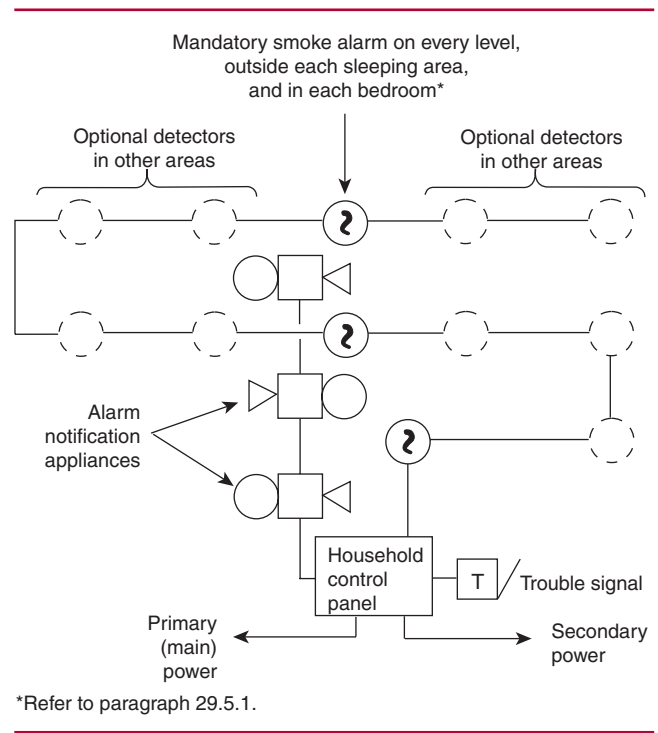 Mandatory smoke alarm on every level,
outside each sleeping area,
and in each bedroom*
Optional detectors
in other areas
Optional detectors
in other areas
Alarm
notification
appliances
Household
control
panel
T
Trouble signal
Primary
(main)
power
Secondary
power
*Refer to paragraph 29.5.1.